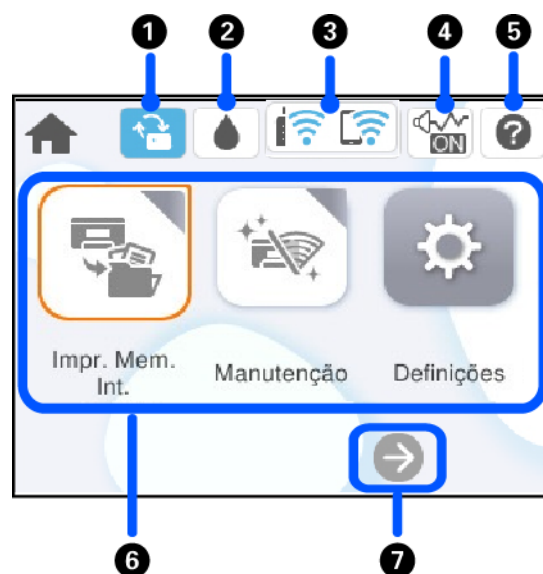 1 2 3 4 5
ON ?
Impr. Mem.
Int.
Manutenção
Definições
6 7